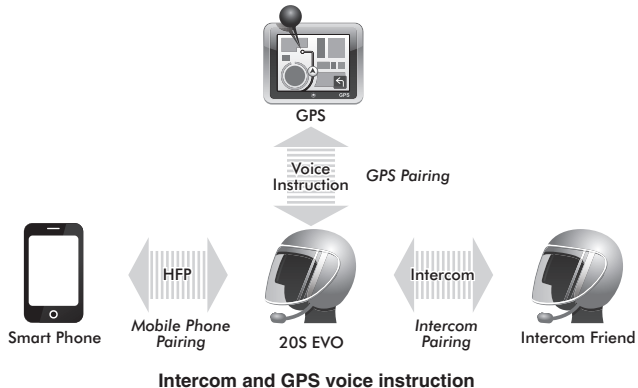 GPS
GPS
Voice
Instruction
GPS Pairing
HFP
Intercom
Smart Phone
Mobile Phone
Pairing
20S EVO
Intercom
Pairing
Intercom Friend
Intercom and GPS voice instruction